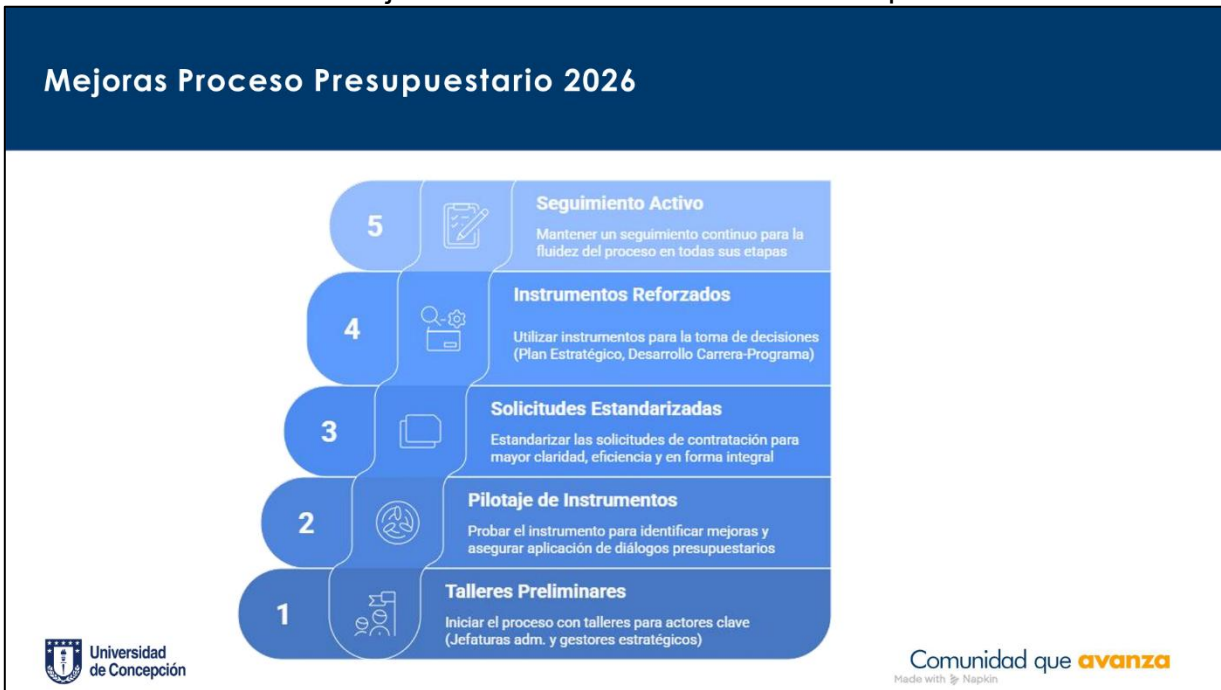 Mejoras Proceso Presupuestario 2026
5
Seguimiento Activo
Mantener un seguimiento continuo para la
fluidez del proceso en todas sus etapas
4
Instrumentos Reforzados
Utilizar instrumentos para la toma de decisiones
(Plan Estratégico, Desarrollo Carrera-Programa)
3
Solicitudes Estandarizadas
Estandarizar las solicitudes de contratación para
mayor claridad, eficiencia y en forma integral
2
Pilotaje de Instrumentos
Probar el instrumento para identificar mejoras y
asegurar aplicación de diálogos presupuestarios
1
Talleres Preliminares
Iniciar el proceso con talleres para actores clave
(Jefaturas adm. y gestores estratégicos)
Universidad
de Concepción
Comunidad que avanza
Made with Napkin